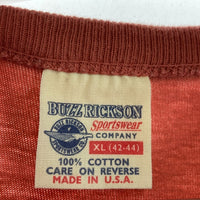 BUZZ RICKSON
Sportswear
COMPANY
XL (42-44)
100% COTTON
CARE ON REVERSE
MADE IN U.S.A.